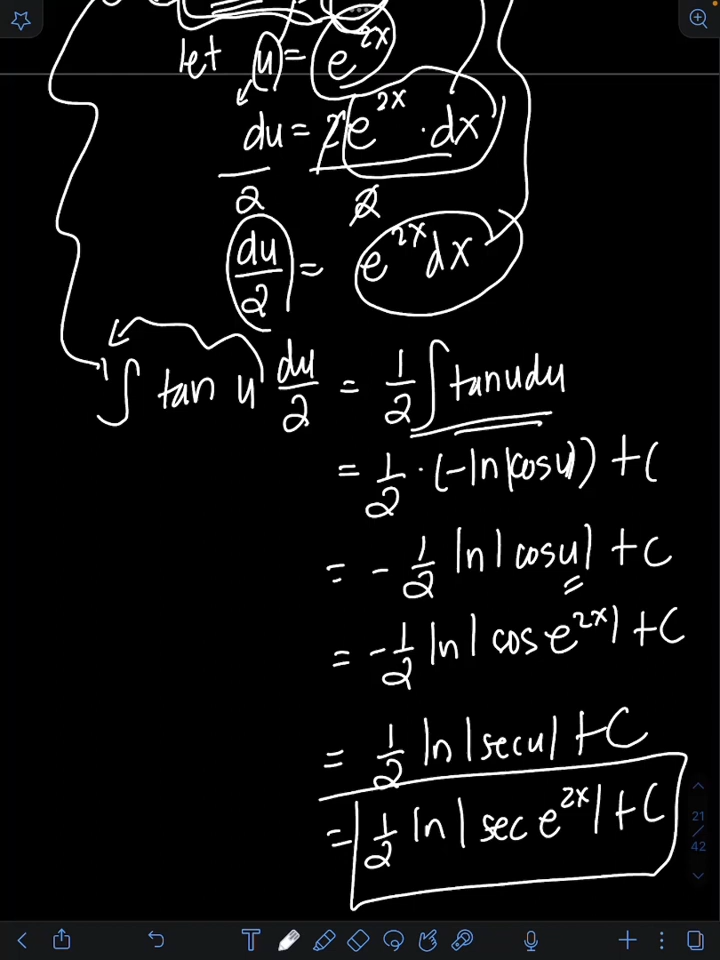 let u = e^{2x}
du = 2e^{2x} · dx
2 2
du/2 = e^{2x} dx
∫ tan u du/2 = 1/2 ∫ tan u du
= 1/2 · (-ln|cos u|) + C
= - 1/2 ln|cos u| + C
= - 1/2 ln|cos e^{2x}| + C
= 1/2 ln|sec u| + C
= 1/2 ln|sec e^{2x}| + C
21
/
42
T